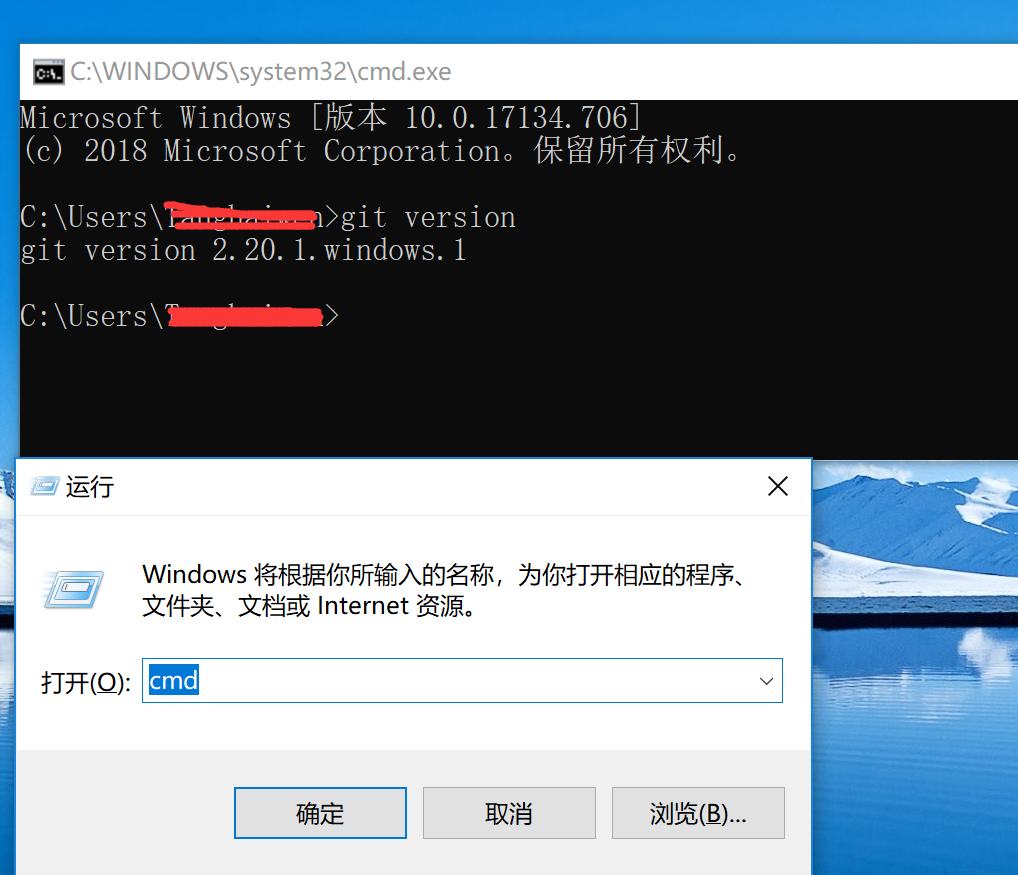 C:\WINDOWS\system32\cmd.exe
Microsoft Windows [版本 10.0.17134.706]
(c) 2018 Microsoft Corporation。保留所有权利。
C:\Users\>git version
git version 2.20.1.windows.1
C:\Users\>
运行
Windows 将根据你所输入的名称，为你打开相应的程序、
文件夹、文档或 Internet 资源。
打开(O): cmd
确定 取消 浏览(B)...